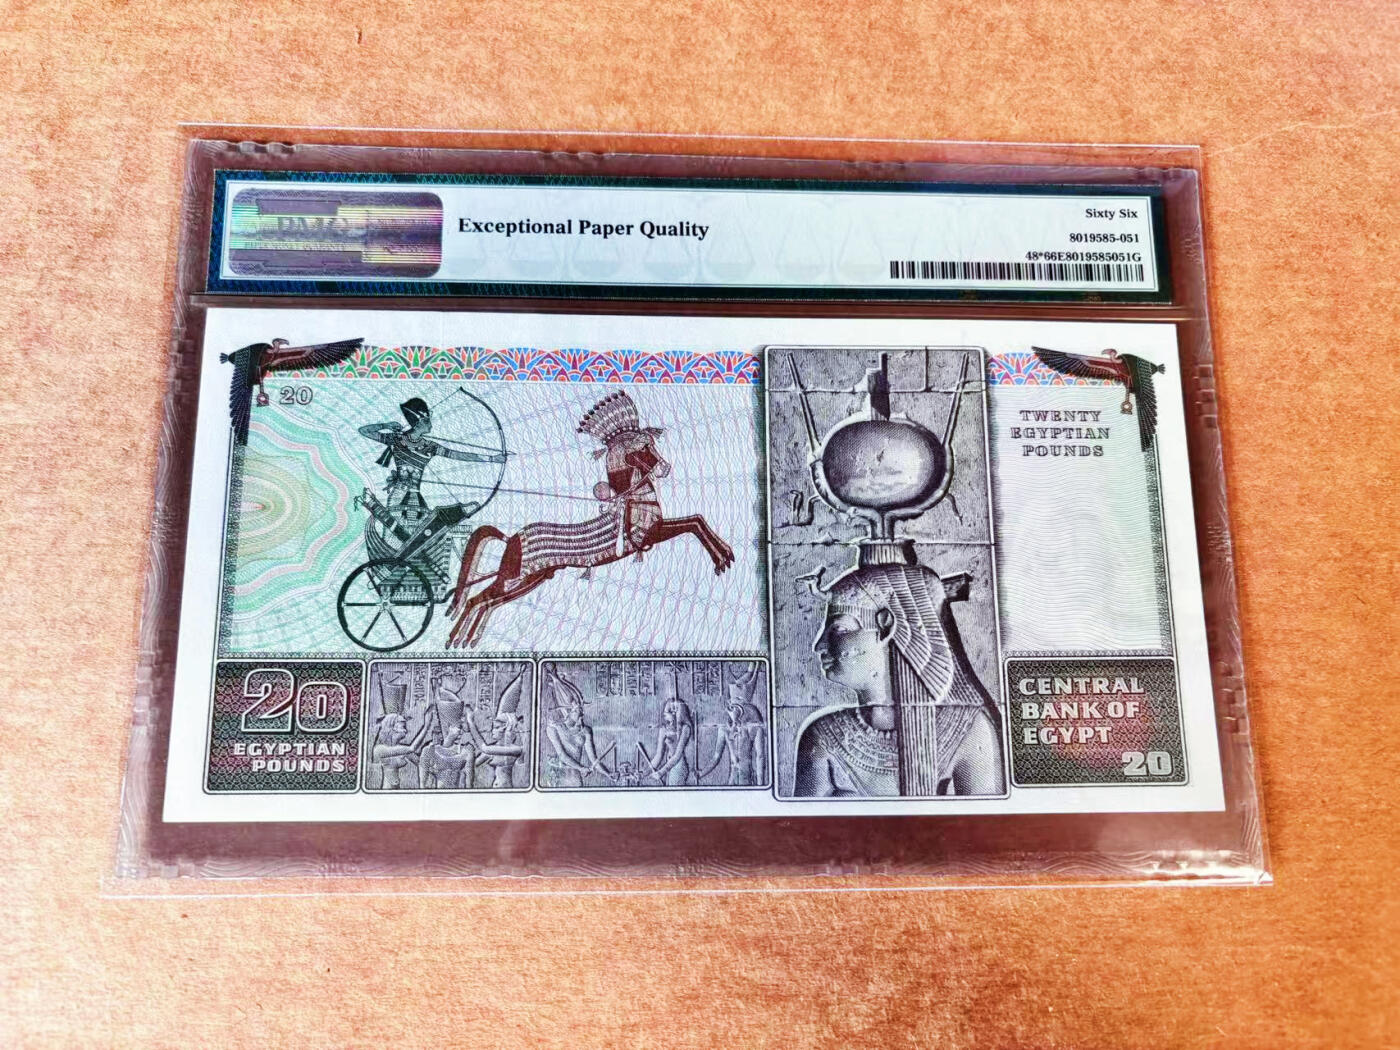 PMG
Exceptional Paper Quality
Sixty Six
8019585-051
48*66E8019585051G
20
TWENTY
EGYPTIAN
POUNDS
20
EGYPTIAN
POUNDS
CENTRAL
BANK OF
EGYPT
20